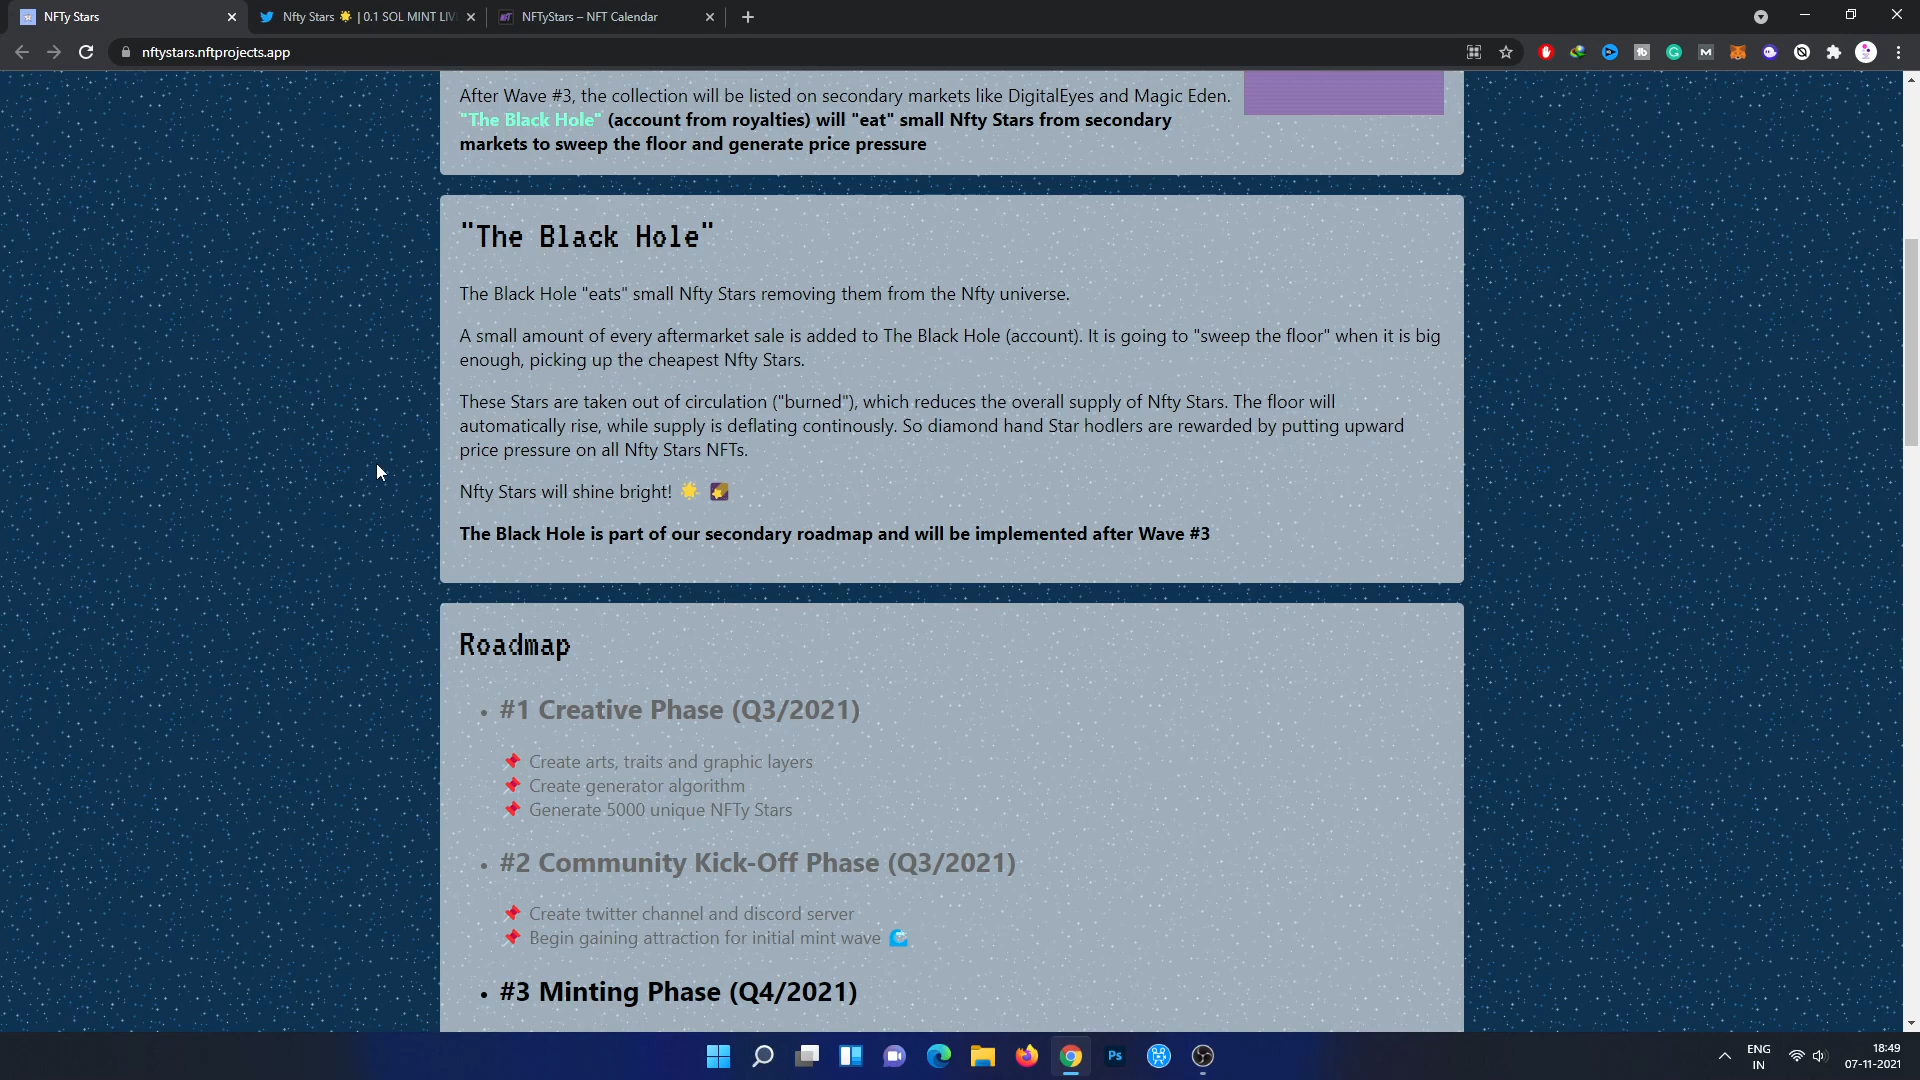 NFTy Stars
Nfty Stars 🌟 | 0.1 SOL MINT LIV
NFTyStars – NFT Calendar
nftystars.nftprojects.app
After Wave #3, the collection will be listed on secondary markets like DigitalEyes and Magic Eden.
"The Black Hole" (account from royalties) will "eat" small Nfty Stars from secondary
markets to sweep the floor and generate price pressure
"The Black Hole"
The Black Hole "eats" small Nfty Stars removing them from the Nfty universe.
A small amount of every aftermarket sale is added to The Black Hole (account). It is going to "sweep the floor" when it is big
enough, picking up the cheapest Nfty Stars.
These Stars are taken out of circulation ("burned"), which reduces the overall supply of Nfty Stars. The floor will
automatically rise, while supply is deflating continously. So diamond hand Star hodlers are rewarded by putting upward
price pressure on all Nfty Stars NFTs.
Nfty Stars will shine bright! 🌟 🌠
The Black Hole is part of our secondary roadmap and will be implemented after Wave #3
Roadmap
• #1 Creative Phase (Q3/2021)
📌 Create arts, traits and graphic layers
📌 Create generator algorithm
📌 Generate 5000 unique NFTy Stars
• #2 Community Kick-Off Phase (Q3/2021)
📌 Create twitter channel and discord server
📌 Begin gaining attraction for initial mint wave 🌊
• #3 Minting Phase (Q4/2021)
Ps
ENG
IN
18:49
07-11-2021